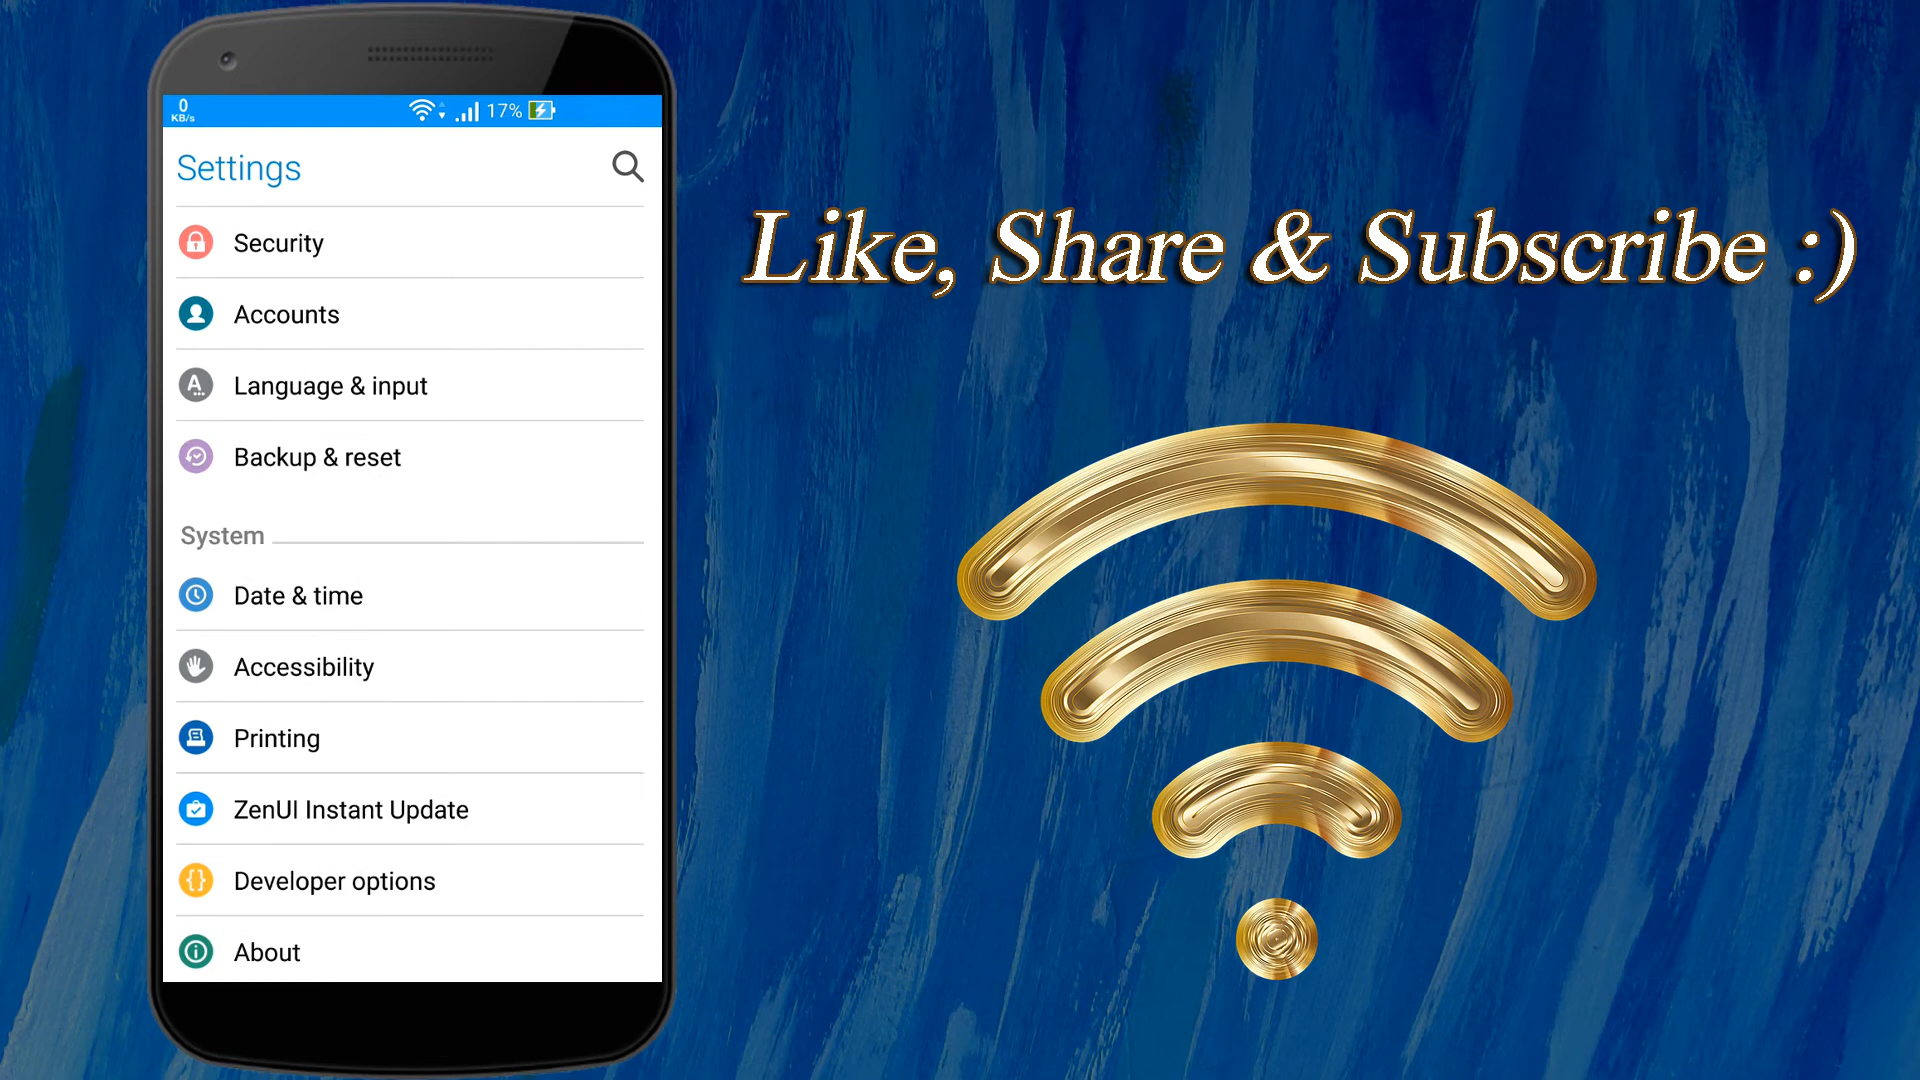 0
KB/s
17%
Settings
Security
Accounts
Language & input
Backup & reset
System
Date & time
Accessibility
Printing
ZenUI Instant Update
Developer options
About
Like, Share & Subscribe :)